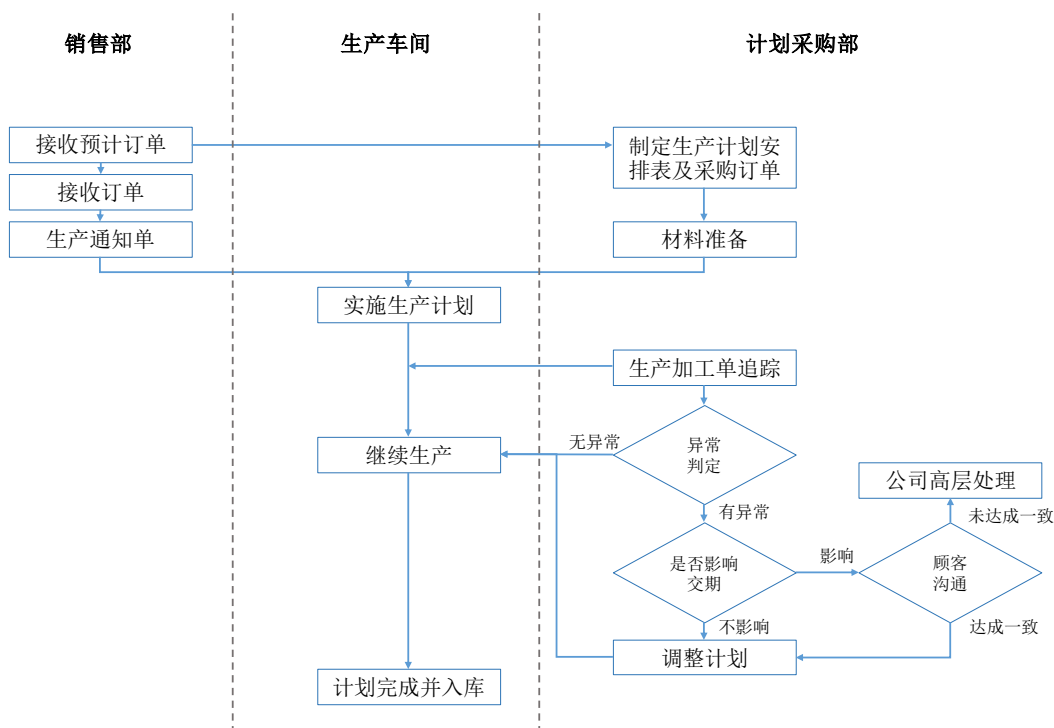 销售部
生产车间
计划采购部
接收预计订单
制定生产计划安
排表及采购订单
接收订单
生产通知单
材料准备
实施生产计划
生产加工单追踪
无异常
异常
判定
继续生产
公司高层处理
有异常
未达成一致
是否影响
交期
影响
顾客
沟通
不影响
达成一致
调整计划
计划完成并入库